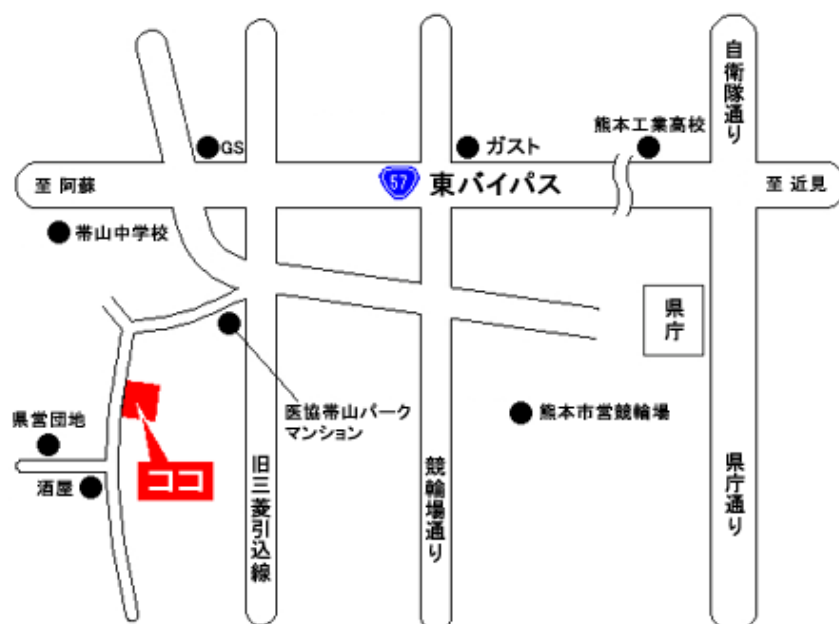 自衛隊通り
GS
ガスト
熊本工業高校
至 阿蘇
57
東バイパス
至 近見
帯山中学校
県庁
医協帯山パーク
マンション
熊本市営競輪場
県営団地
酒屋
ココ
旧三菱引込線
競輪場通り
県庁通り